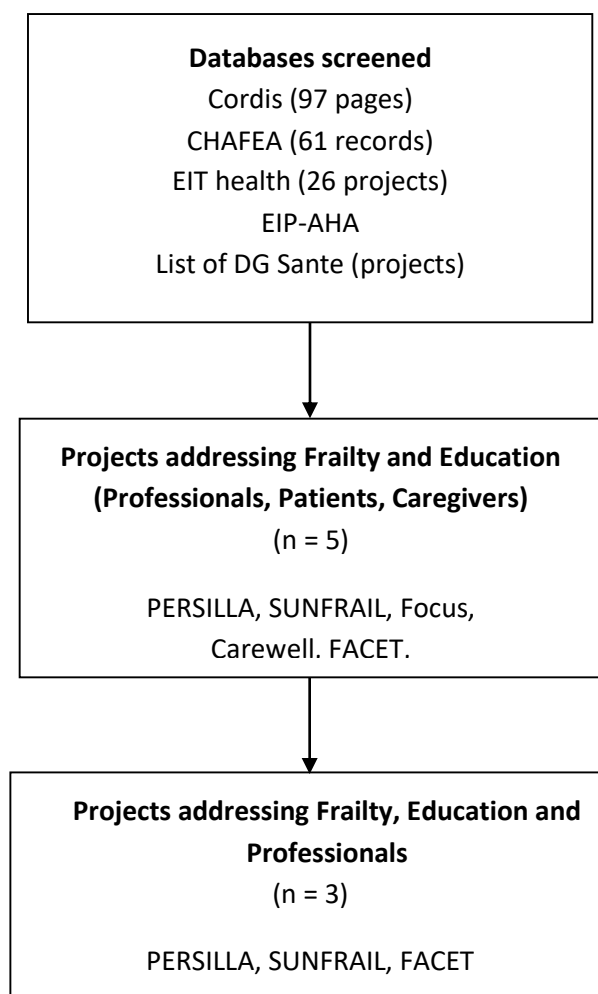 Databases screened
Cordis (97 pages)
CHAFEA (61 records)
EIT health (26 projects)
EIP-AHA
List of DG Sante (projects)
Projects addressing Frailty and Education
(Professionals, Patients, Caregivers)
(n = 5)
PERSILLA, SUNFRAIL, Focus,
Carewell. FACET.
Projects addressing Frailty, Education and
Professionals
(n = 3)
PERSILLA, SUNFRAIL, FACET